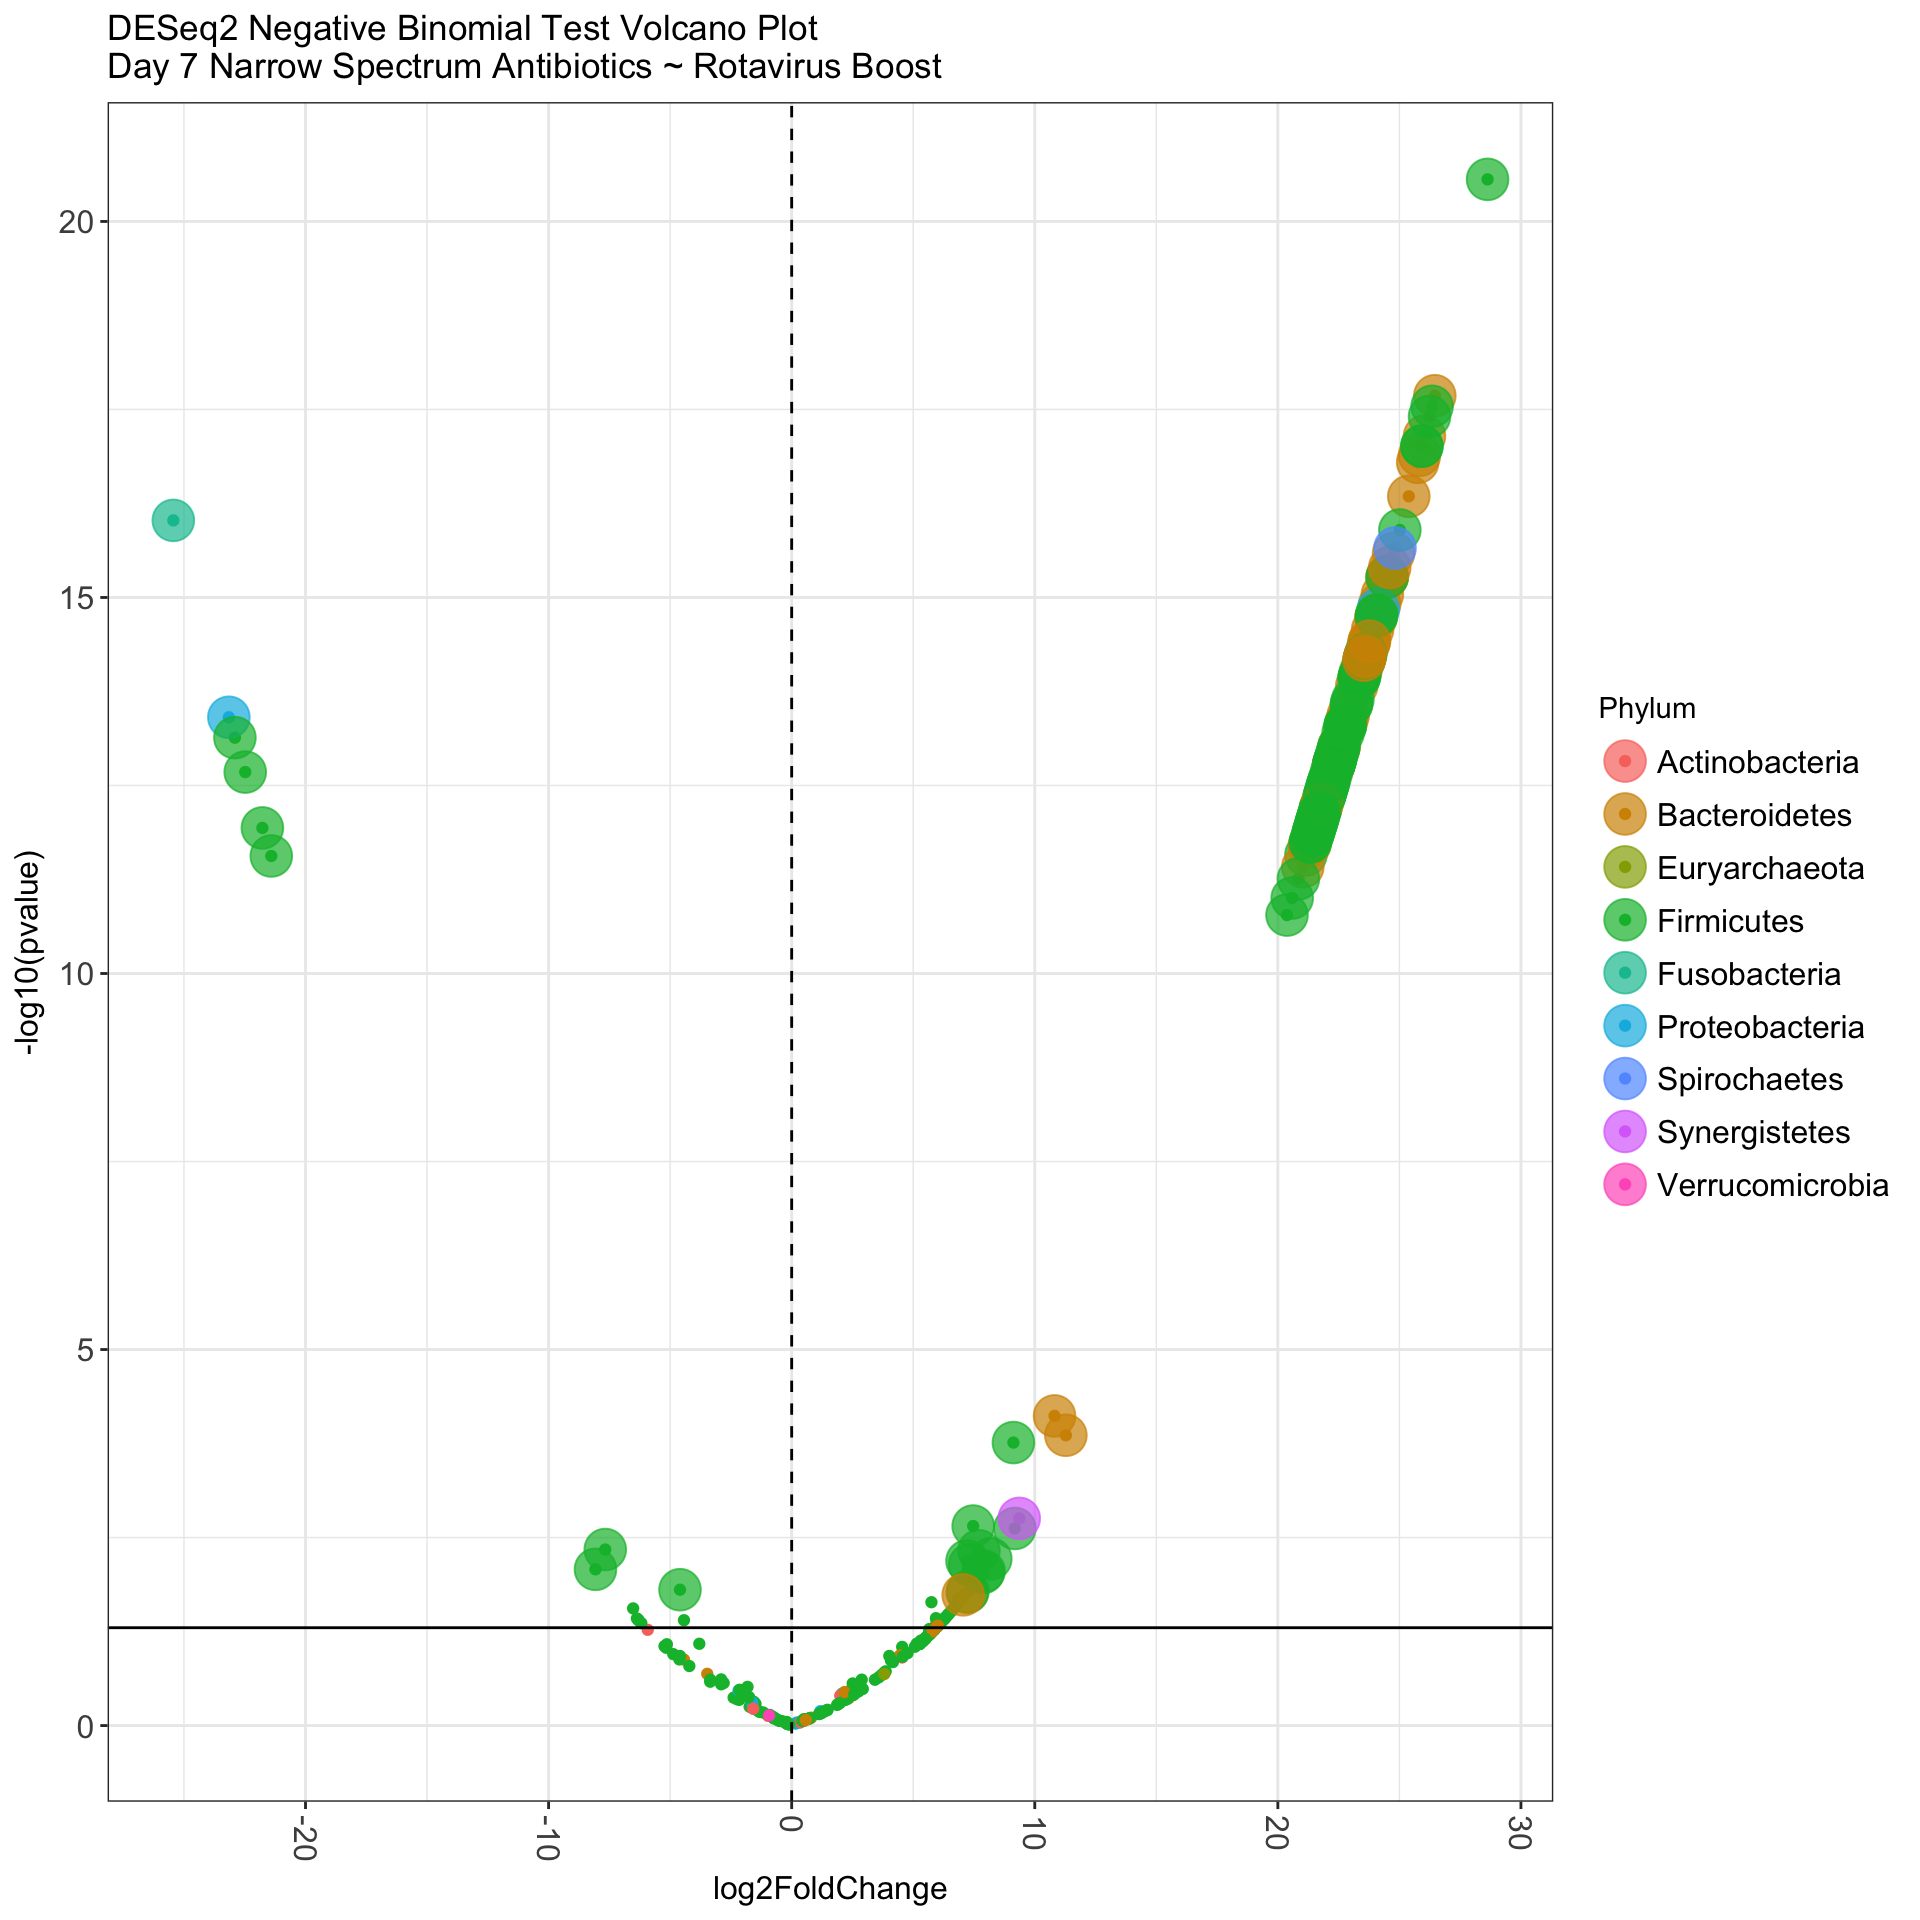 DESeq2 Negative Binomial Test Volcano Plot
Day 7 Narrow Spectrum Antibiotics ~ Rotavirus Boost
20
15
10
5
0
-log10(pvalue)
-20
-10
0
10
20
30
log2FoldChange
Phylum
Actinobacteria
Bacteroidetes
Euryarchaeota
Firmicutes
Fusobacteria
Proteobacteria
Spirochaetes
Synergistetes
Verrucomicrobia